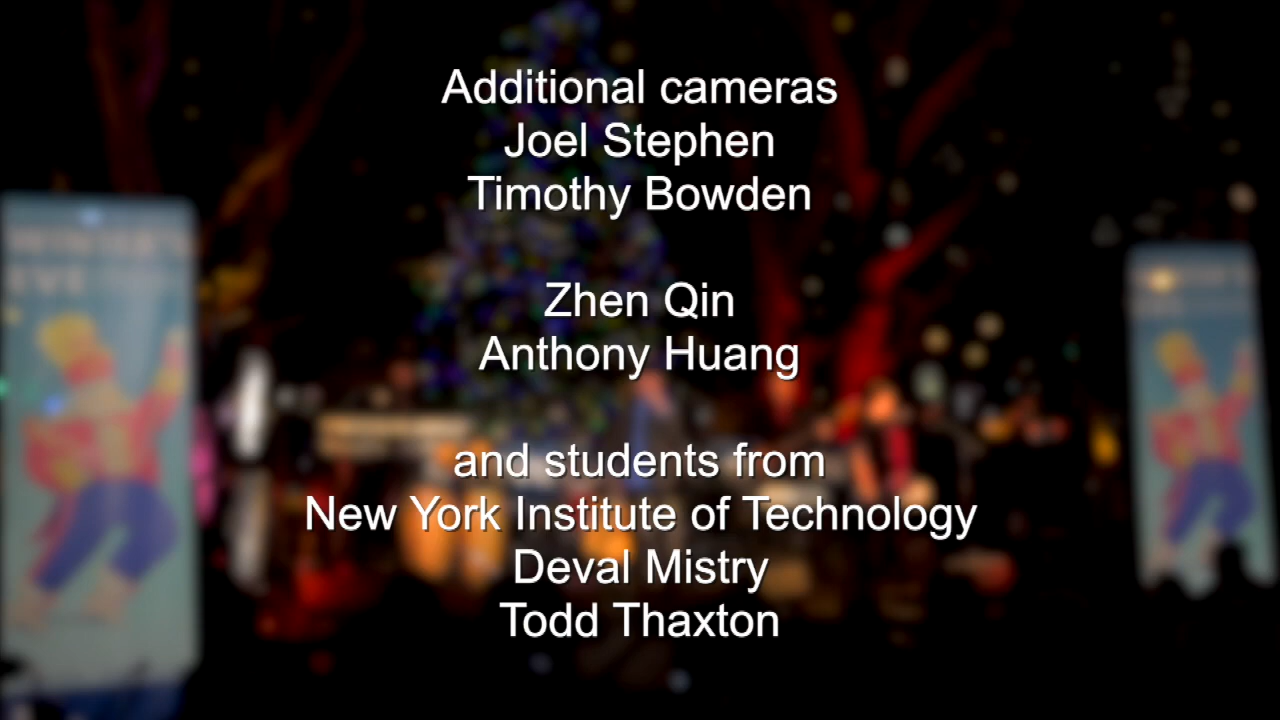 Additional cameras
Joel Stephen
Timothy Bowden
Zhen Qin
Anthony Huang
and students from
New York Institute of Technology
Deval Mistry
Todd Thaxton